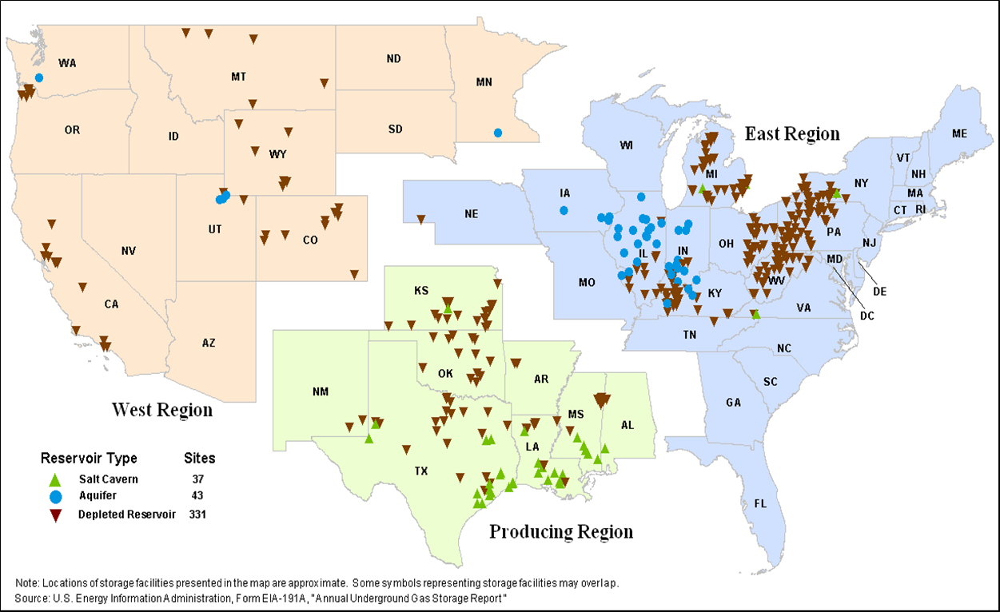 WA
MT
ND
MN
OR
ID
SD
WY
WI
MI
East Region
ME
VT
NH
NY
MA
CT RI
IA
NE
NV
UT
CO
IL
IN
OH
PA
NJ
MD
DE
DC
WV
VA
KY
MO
KS
CA
AZ
TN
NC
SC
OK
AR
NM
GA
MS
AL
LA
TX
FL
West Region
Producing Region
Reservoir Type Sites
Salt Cavern 37
Aquifer 43
Depleted Reservoir 331
Note: Locations of storage facilities presented in the map are approximate. Some symbols representing storage facilities may overlap.
Source: U.S. Energy Information Administration, Form EIA-191A, "Annual Underground Gas Storage Report"